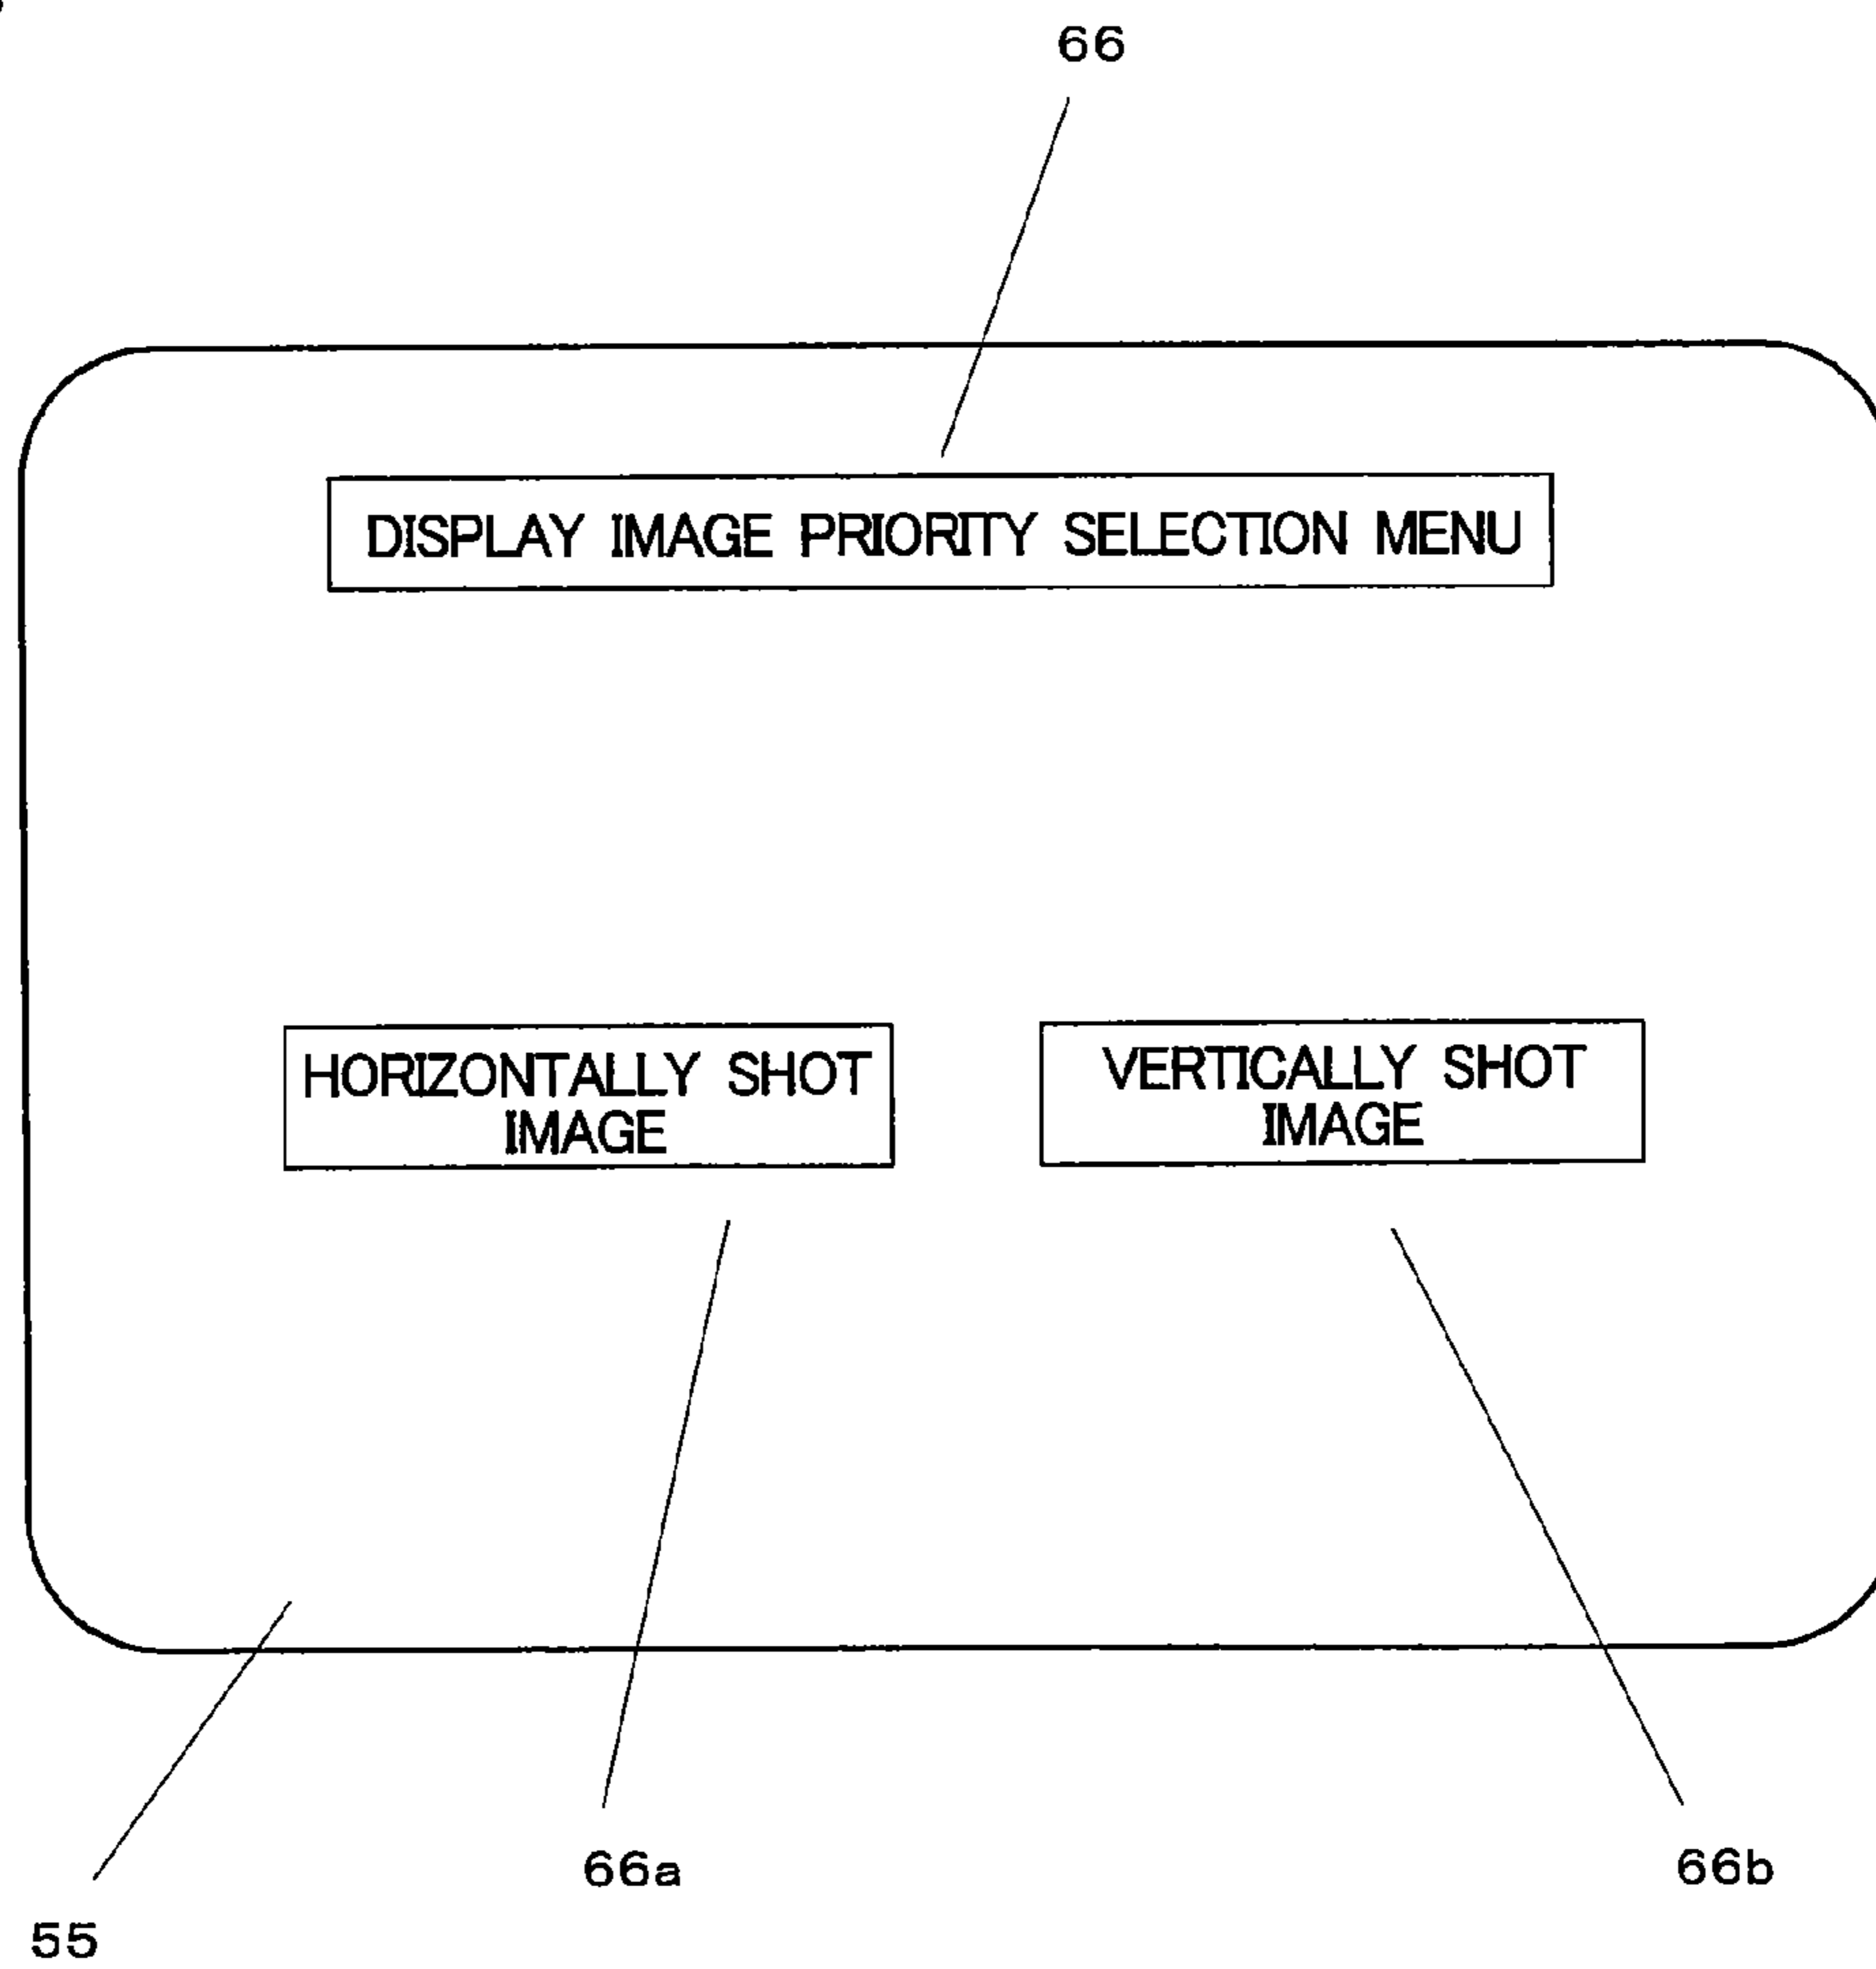 66
DISPLAY IMAGE PRIORITY SELECTION MENU
HORIZONTALLY SHOT
IMAGE
VERTICALLY SHOT
IMAGE
66a
66b
55